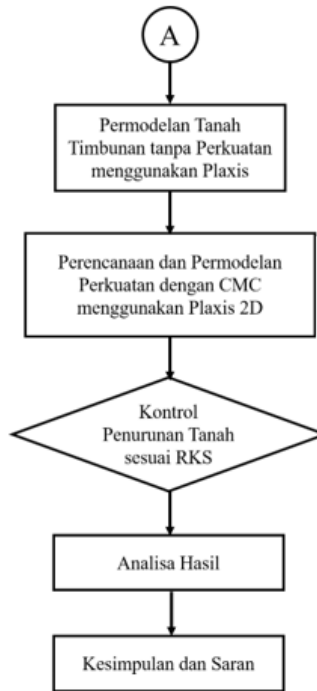 A
Permodelan Tanah
Timbunan tanpa Perkuatan
menggunakan Plaxis
Perencanaan dan Permodelan
Perkuatan dengan CMC
menggunakan Plaxis 2D
Kontrol
Penurunan Tanah
sesuai RKS
Analisa Hasil
Kesimpulan dan Saran